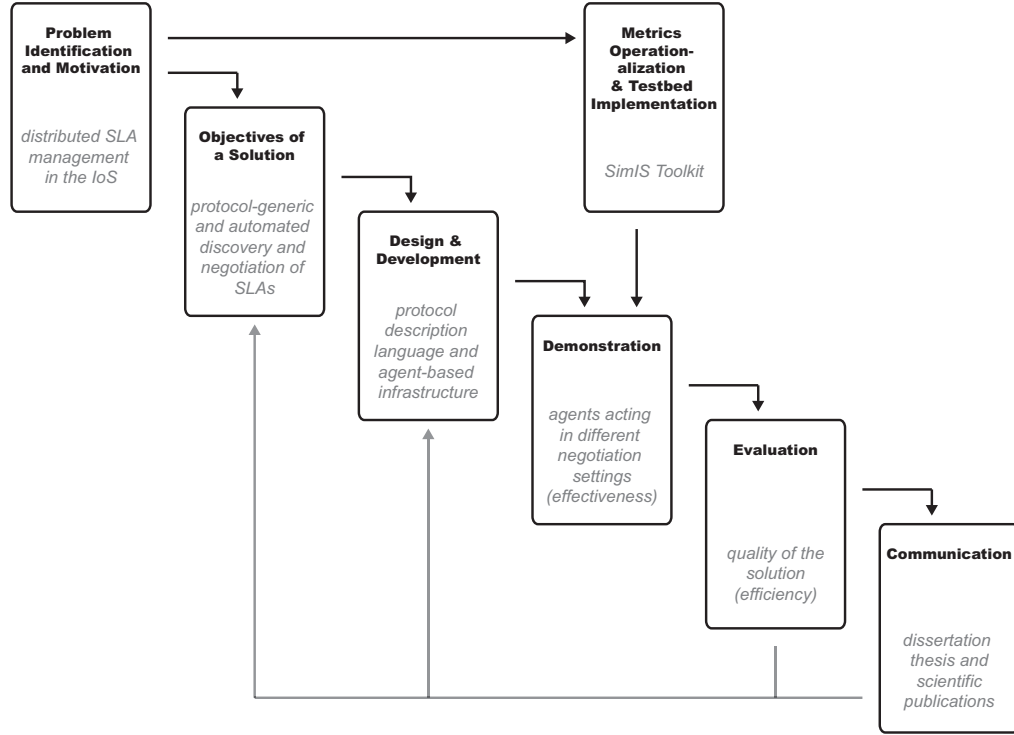 Problem
Identification
and Motivation
distributed SLA
management
in the IoS
Metrics
Operation-
alization
& Testbed
Implementation
SimIS Toolkit
Objectives of
a Solution
protocol-generic
and automated
discovery and
negotiation of
SLAs
Design &
Development
protocol
description
language and
agent-based
infrastructure
Demonstration
agents acting
in different
negotiation
settings
(effectiveness)
Evaluation
quality of the
solution
(efficiency)
Communication
dissertation
thesis and
scientific
publications